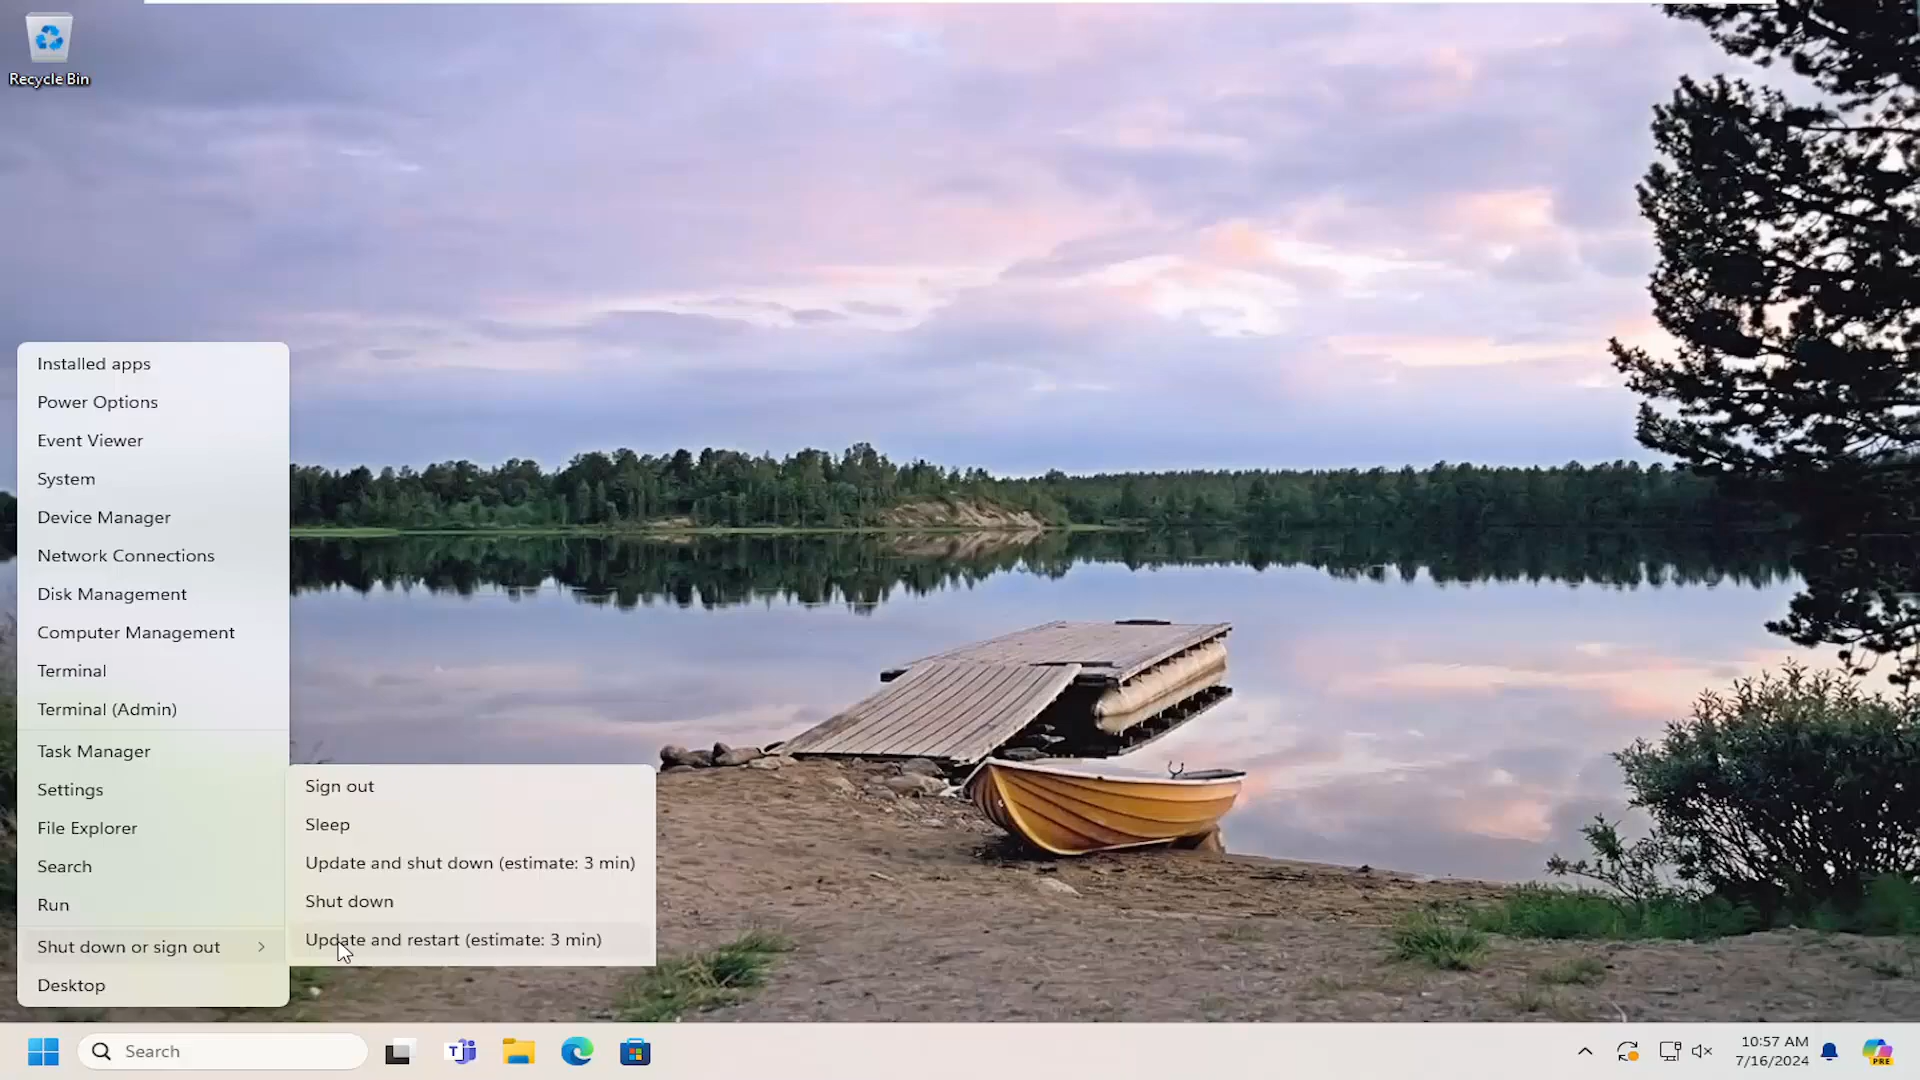 Recycle Bin
Installed apps
Power Options
Event Viewer
System
Device Manager
Network Connections
Disk Management
Computer Management
Terminal
Terminal (Admin)
Task Manager
Settings
File Explorer
Search
Run
Shut down or sign out
Desktop
Sign out
Sleep
Update and shut down (estimate: 3 min)
Shut down
Update and restart (estimate: 3 min)
Search
T
10:57 AM
7/16/2024
PRE